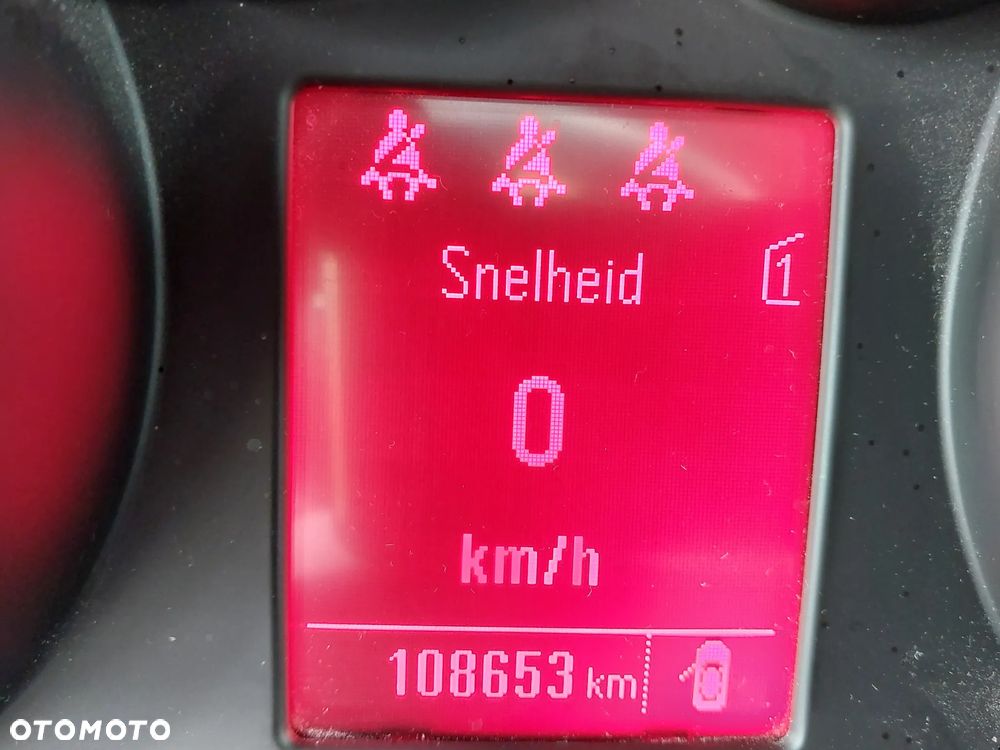 Snelheid
1
0
km/h
108653 km
OTOMOTO